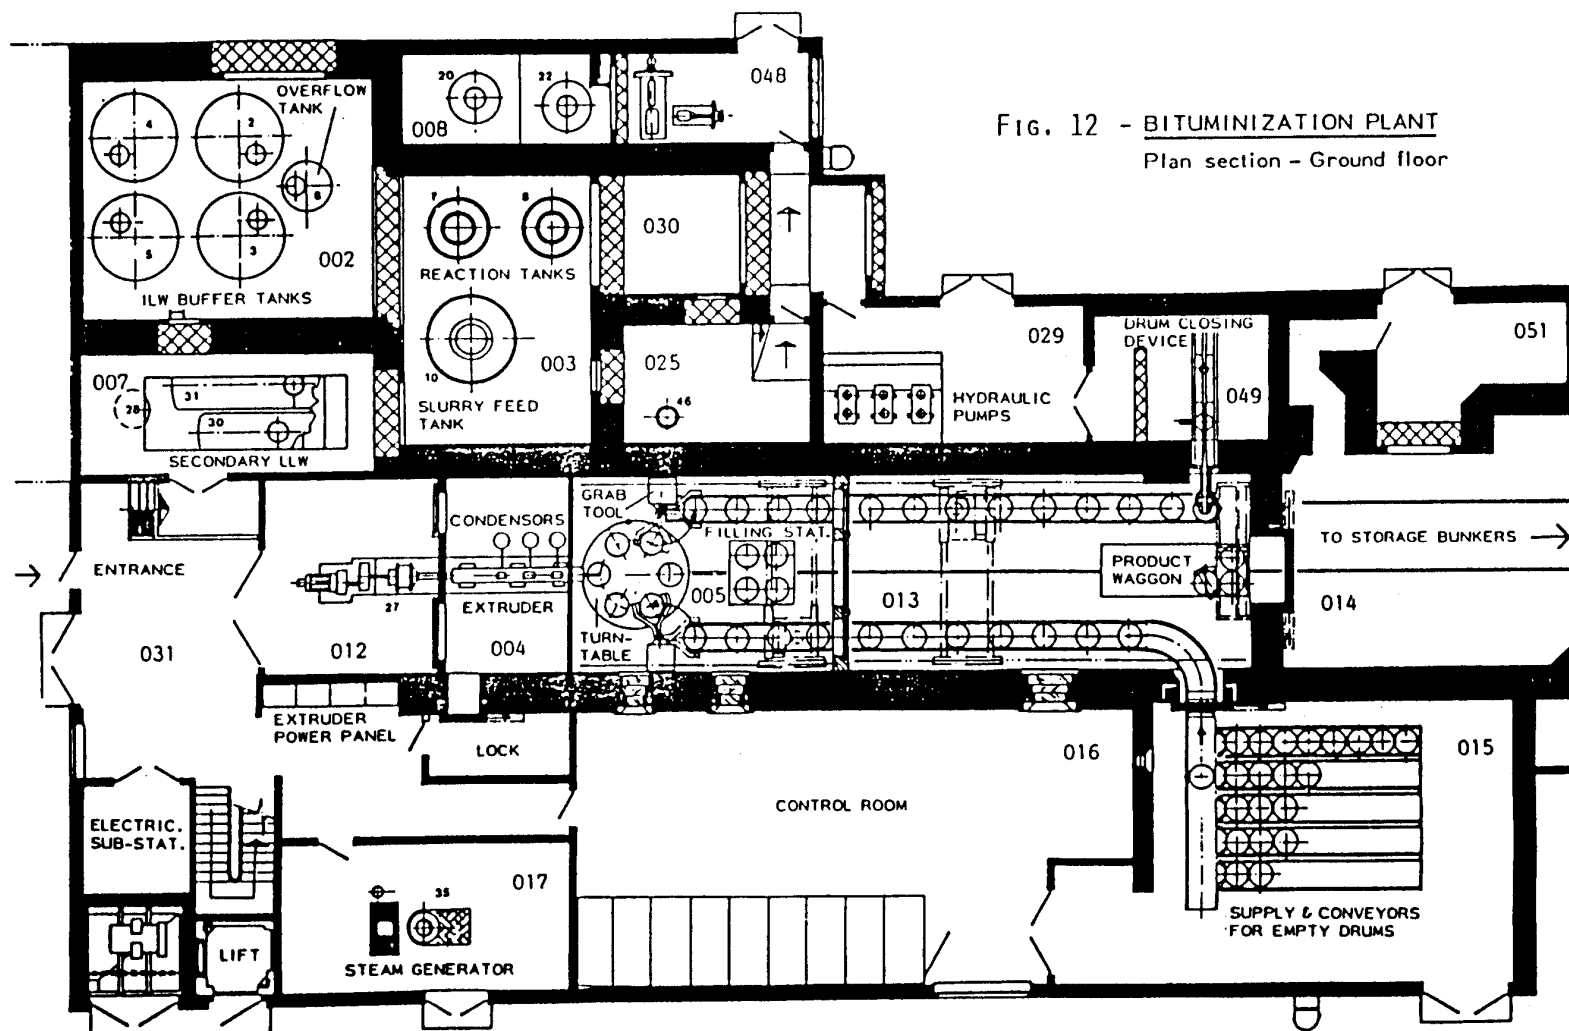 FIG. 12 - BITUMINIZATION PLANT
Plan section - Ground floor
20
22
048
008
OVERFLOW
TANK
4
2
6
5
3
002
ILW BUFFER TANKS
7
8
030
REACTION TANKS
10
003
SLURRY FEED
TANK
025
46
029
HYDRAULIC
PUMPS
DRUM CLOSING
DEVICE
049
051
007
31
28
30
SECONDARY LLW
ENTRANCE
27
031
012
CONDENSORS
EXTRUDER
004
GRAB
TOOL
FILLING STAT.
005
TURN-
TABLE
013
PRODUCT
WAGGON
TO STORAGE BUNKERS
014
EXTRUDER
POWER PANEL
LOCK
016
CONTROL ROOM
015
ELECTRIC.
SUB-STAT.
017
35
STEAM GENERATOR
LIFT
SUPPLY & CONVEYORS
FOR EMPTY DRUMS